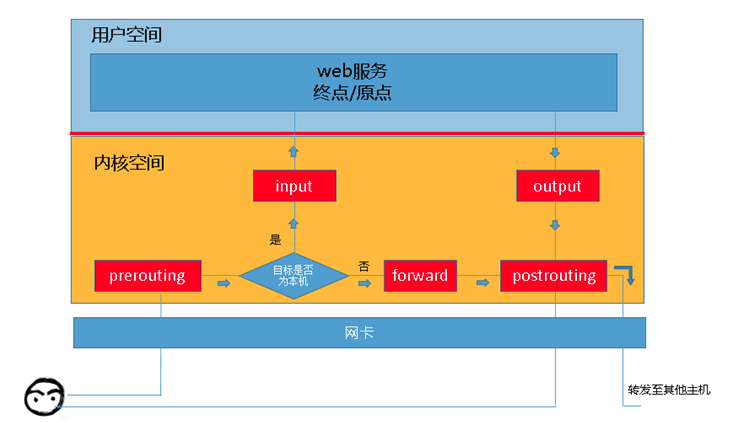 用户空间
web服务
终点/原点
内核空间
input
output
是
prerouting
目标是否
为本机
否
forward
postrouting
网卡
转发至其他主机